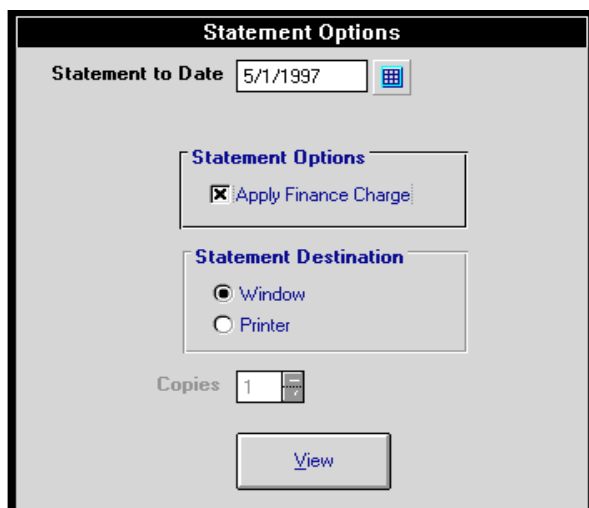 Statement Options
Statement to Date 5/1/1997
Statement Options
Apply Finance Charge
Statement Destination
Window
Printer
Copies 1
View